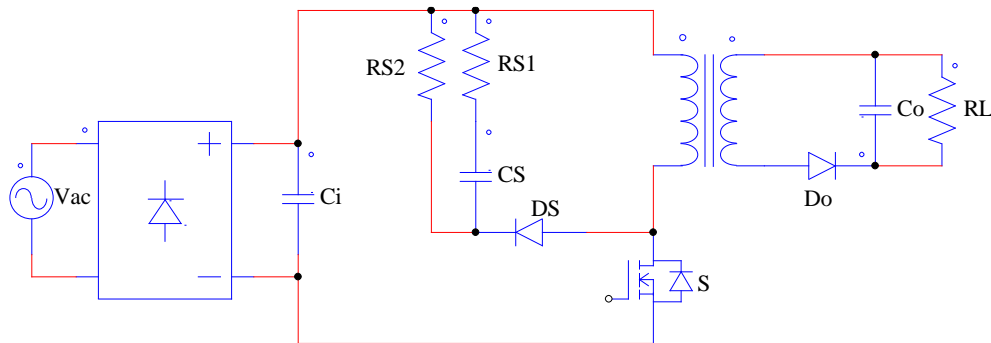 RS2
RS1
Vac
+
−
Ci
CS
DS
S
Do
Co
RL